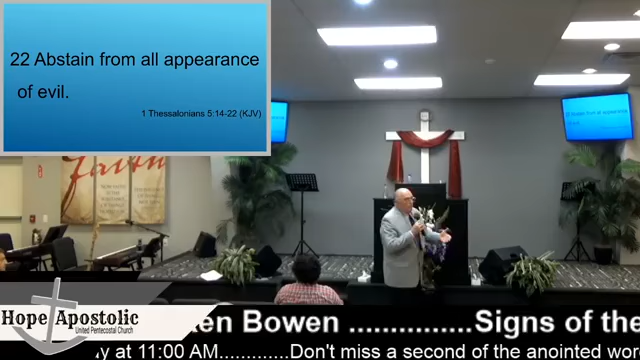 22 Abstain from all appearance
of evil.
1 Thessalonians 5:14-22 (KJV)
Faith
Hope Apostolic
United Pentecostal Church
en Bowen ...............Signs of the
y at 11:00 AM.............Don't miss a second of the anointed wor